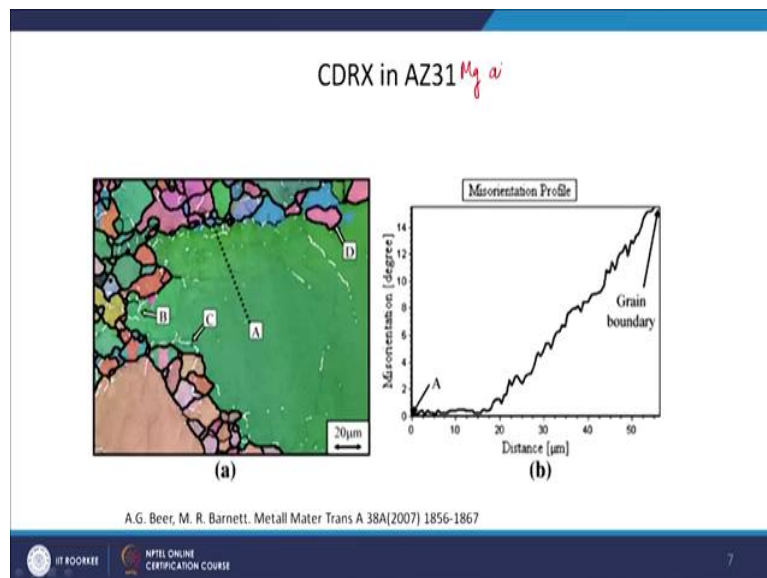 CDRX in AZ31 Mg a
B
C
A
D
20μm
(a)
Misorientation Profile
Misorientation [degree]
14
12
10
8
6
4
2
0
A
Grain
boundary
0 10 20 30 40 50
Distance [μm]
(b)
A.G. Beer, M. R. Barnett. Metall Mater Trans A 38A(2007) 1856-1867
IIT ROORKEE
NPTEL ONLINE
CERTIFICATION COURSE
7